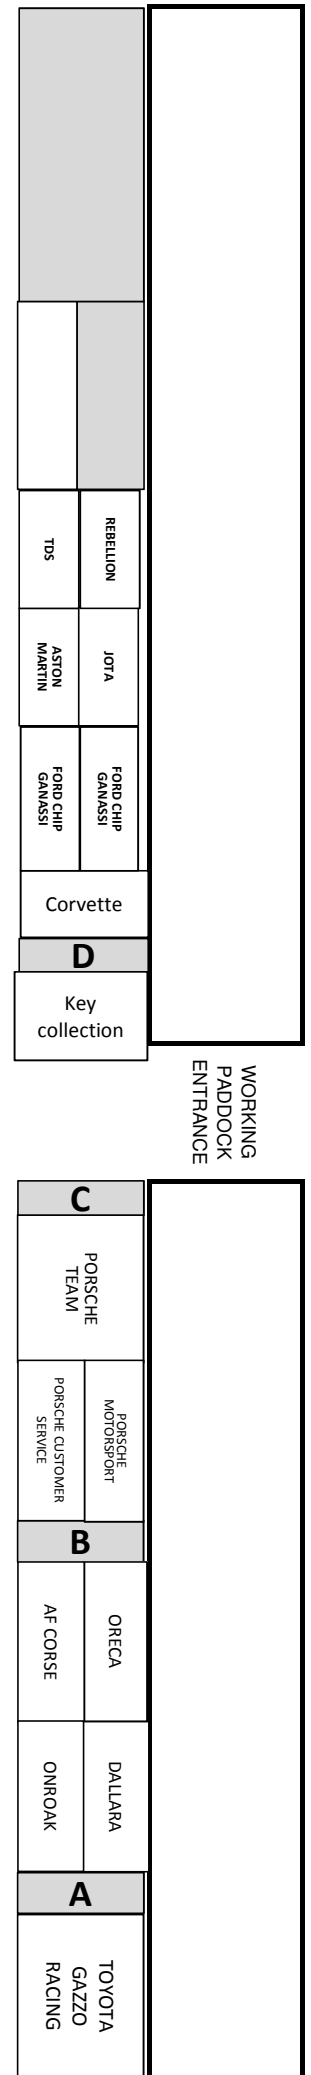 REBELLION
TDS
JOTA
ASTON
MARTIN
FORD CHIP
GANASSI
FORD CHIP
GANASSI
Corvette
D
Key
collection
WORKING
PADDOCK
ENTRANCE
C
PORSCHE
TEAM
PORSCHE
MOTORSPORT
PORSCHE CUSTOMER
SERVICE
B
ORECA
AF CORSE
DALLARA
ONROAK
A
TOYOTA
GAZZO
RACING